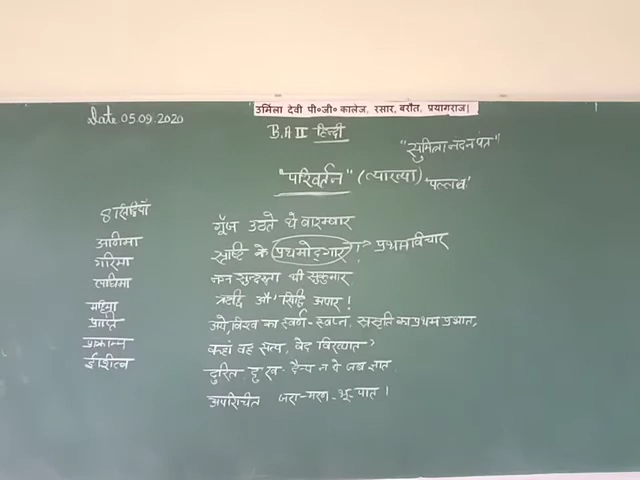 उर्मिला देवी पी०जी० कालेज, रसार, बरौत, प्रयागराज।
Date 05.09.2020
B.A II हिन्दी
"सुमित्रानंदन पंत"
"परिवर्तन" (व्याख्या) 'पल्लव'
8 सिद्धियाँ
अणिमा
गरिमा
लघिमा
महिमा
प्राप्ति
प्राकाम्य
ईशित्व
गूँज उठते थे बारम्बार
सृष्टि के प्रथमोद्गार। → प्रथम विचार
नग्न सुन्दरता थी सुकुमार
ऋद्धि औ' सिद्धि अपार!
अये, विश्व का स्वर्ण-स्वप्न, संसृति का प्रथम प्रभात,
कहां वह सत्य, वेद विख्यात?
दुरित दुःख-दैन्य न थे जब ज्ञात
अपरिचित जरा-मरण-भ्रू-पात।